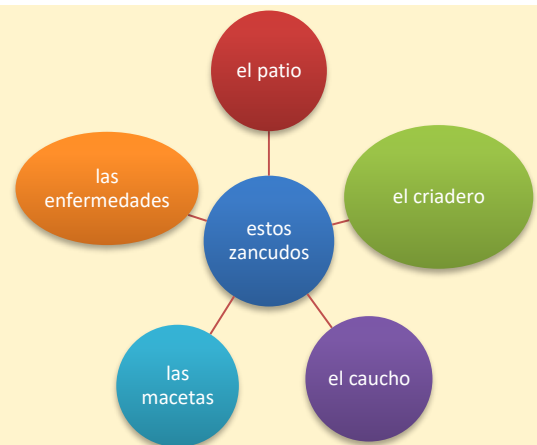 el patio
las
enfermedades
el criadero
estos
zancudos
las
macetas
el caucho